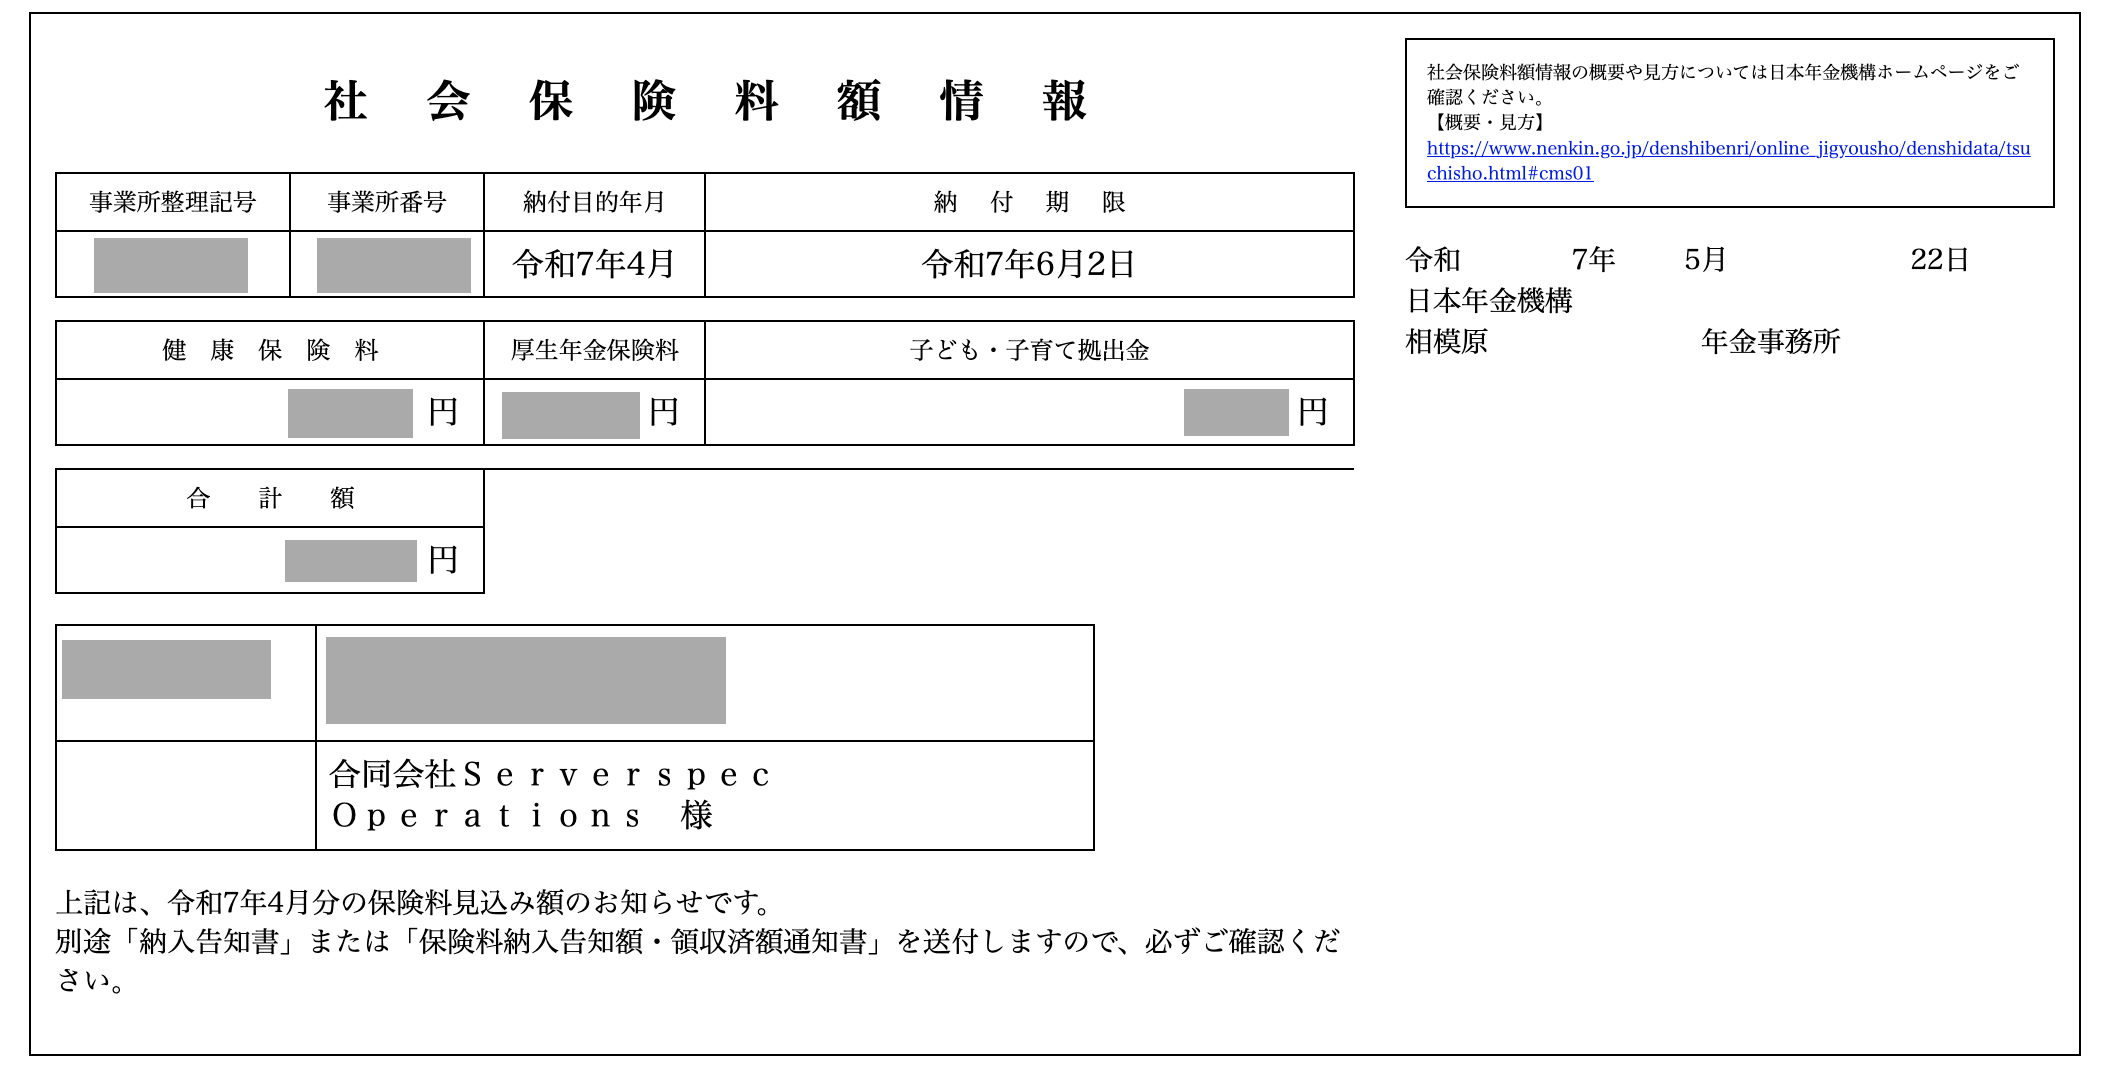 社会保険料額情報
社会保険料額情報の概要や見方については日本年金機構ホームページをご
確認ください。
【概要・見方】
https://www.nenkin.go.jp/denshibenri/online_jigyousho/denshidata/tsu
chisho.html#cms01
事業所整理記号 事業所番号 納付目的年月 納付期限
令和7年4月 令和7年6月2日
令和 7年 5月 22日
日本年金機構
相模原 年金事務所
健康保険料 厚生年金保険料 子ども・子育て拠出金
円 円 円
合計額
円
合同会社Ｓｅｒｖｅｒｓｐｅｃ
Ｏｐｅｒａｔｉｏｎｓ 様
上記は、令和7年4月分の保険料見込み額のお知らせです。
別途「納入告知書」または「保険料納入告知額・領収済額通知書」を送付しますので、必ずご確認くだ
さい。